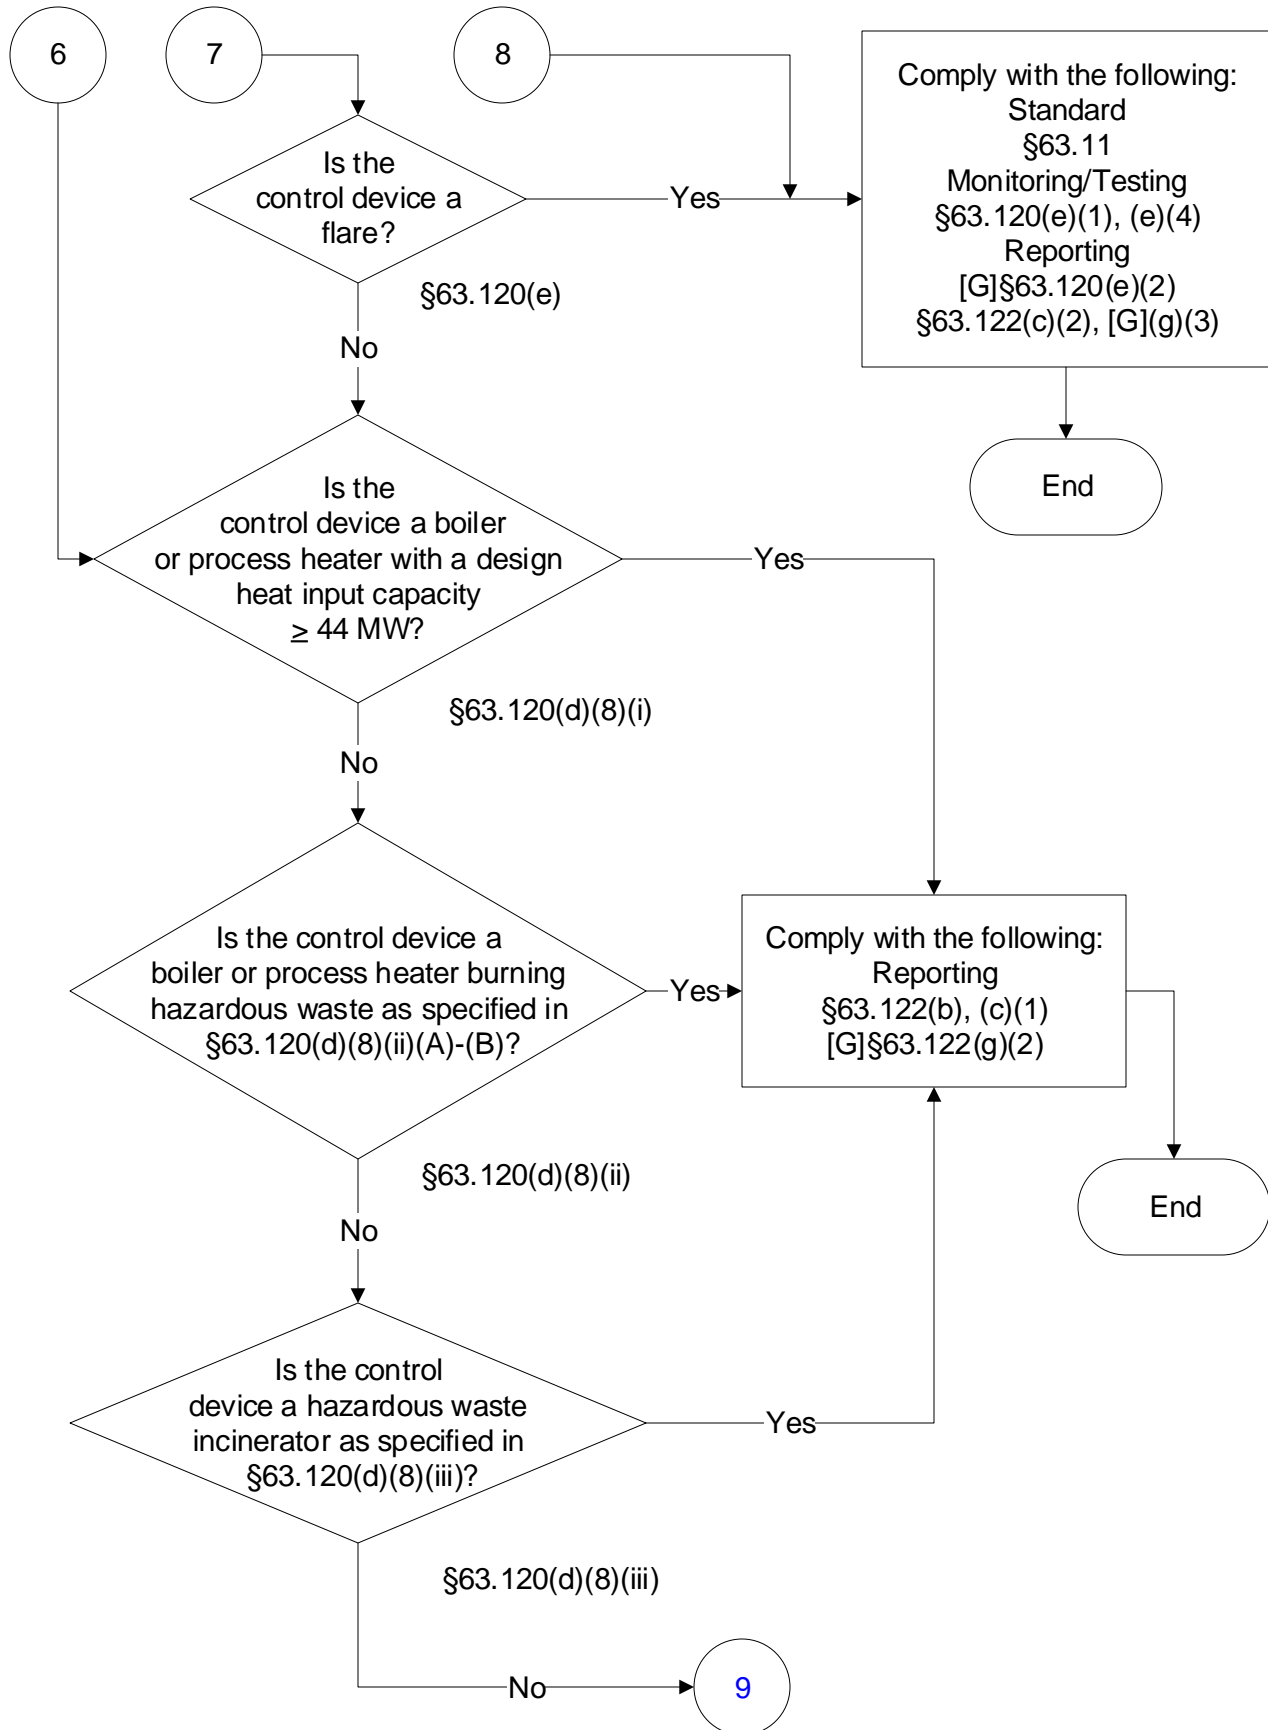 6
7
8
Comply with the following:
Standard
§63.11
Monitoring/Testing
§63.120(e)(1), (e)(4)
Reporting
[G]§63.120(e)(2)
§63.122(c)(2), [G](g)(3)
Is the
control device a
flare?
Yes
§63.120(e)
No
End
Is the
control device a boiler
or process heater with a design
heat input capacity
≥ 44 MW?
Yes
§63.120(d)(8)(i)
No
Is the control device a
boiler or process heater burning
hazardous waste as specified in
§63.120(d)(8)(ii)(A)-(B)?
Yes
Comply with the following:
Reporting
§63.122(b), (c)(1)
[G]§63.122(g)(2)
§63.120(d)(8)(ii)
No
End
Is the control
device a hazardous waste
incinerator as specified in
§63.120(d)(8)(iii)?
Yes
§63.120(d)(8)(iii)
No
9